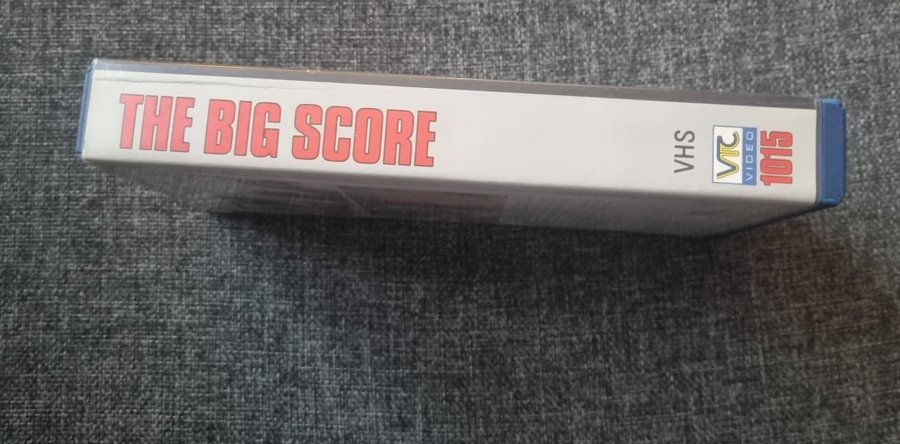 THE BIG SCORE
VHS
VTC
VIDEO
1015